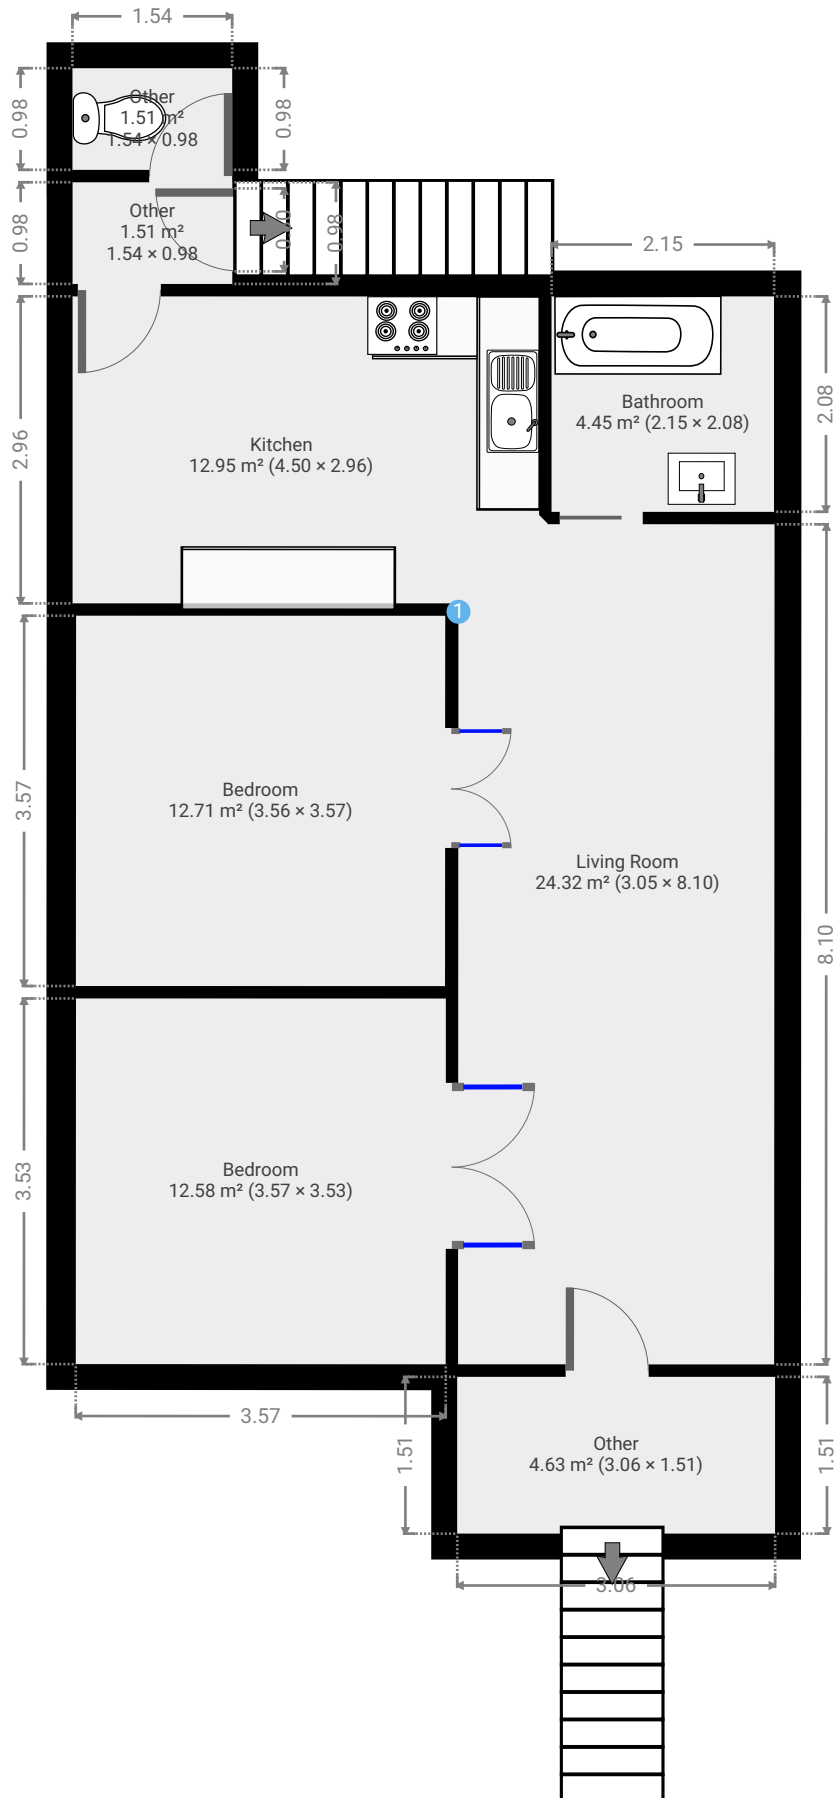 1.54
Other
1.51 m²
1.54 × 0.98
0.98
0.98
Other
1.51 m²
1.54 × 0.98
0.98
0.98
2.15
Kitchen
12.95 m² (4.50 × 2.96)
2.96
Bathroom
4.45 m² (2.15 × 2.08)
2.08
1
Bedroom
12.71 m² (3.56 × 3.57)
3.57
Living Room
24.32 m² (3.05 × 8.10)
8.10
Bedroom
12.58 m² (3.57 × 3.53)
3.53
3.57
Other
4.63 m² (3.06 × 1.51)
1.51
1.51
3.06